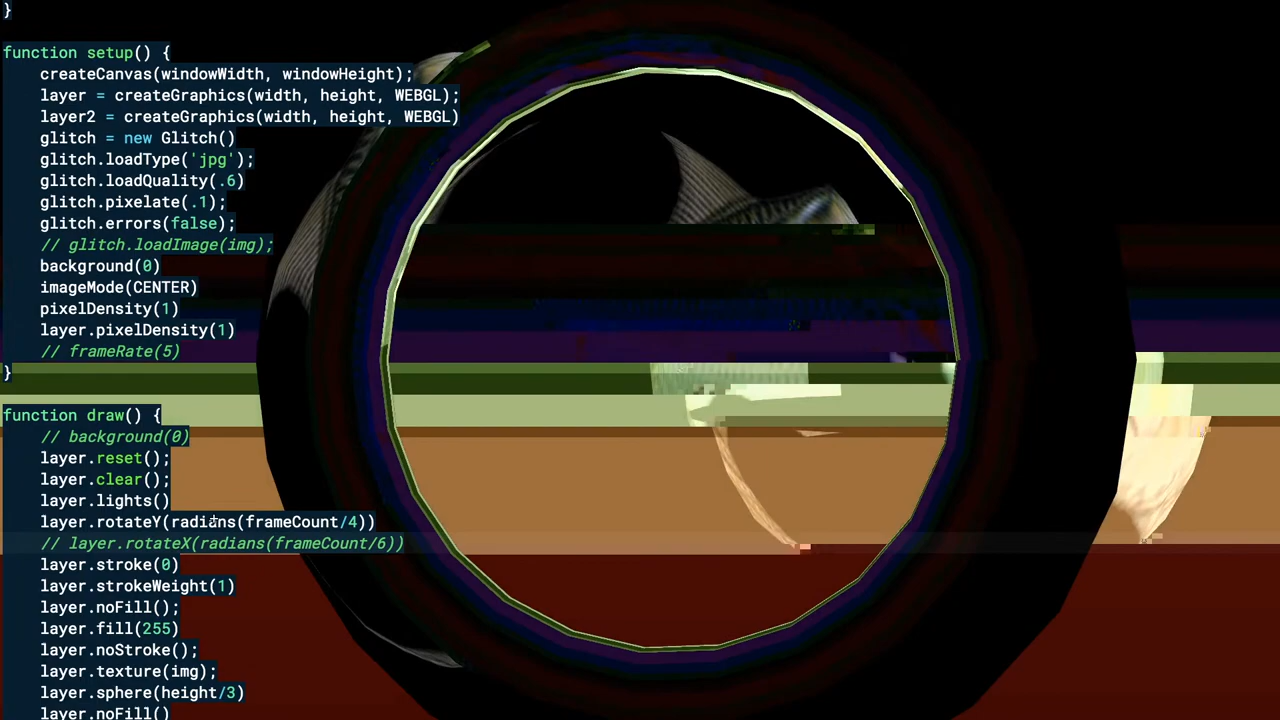 }
function setup() {
createCanvas(windowWidth, windowHeight);
layer = createGraphics(width, height, WEBGL);
layer2 = createGraphics(width, height, WEBGL)
glitch = new Glitch()
glitch.loadType('jpg');
glitch.loadQuality(.6)
glitch.pixelate(.1);
glitch.errors(false);
// glitch.loadImage(img);
background(0)
imageMode(CENTER)
pixelDensity(1)
layer.pixelDensity(1)
// frameRate(5)
}
function draw() {
// background(0)
layer.reset();
layer.clear();
layer.lights()
layer.rotateY(radians(frameCount/4))
// layer.rotateX(radians(frameCount/6))
layer.stroke(0)
layer.strokeWeight(1)
layer.noFill();
layer.fill(255)
layer.noStroke();
layer.texture(img);
layer.sphere(height/3)
layer.noFill()